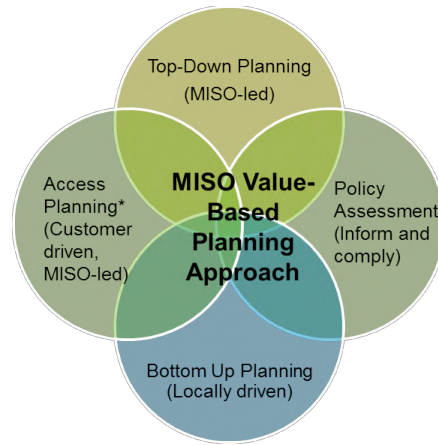 Top-Down Planning
(MISO-led)
Access
Planning*
(Customer
driven,
MISO-led)
MISO Value-
Based
Planning
Approach
Policy
Assessment
(Inform and
comply)
Bottom Up Planning
(Locally driven)